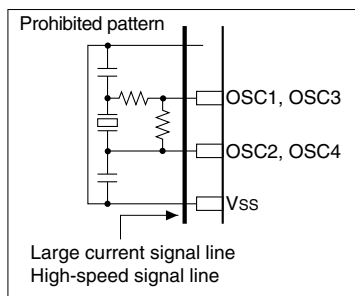 Prohibited pattern
OSC1, OSC3
OSC2, OSC4
Vss
Large current signal line
High-speed signal line